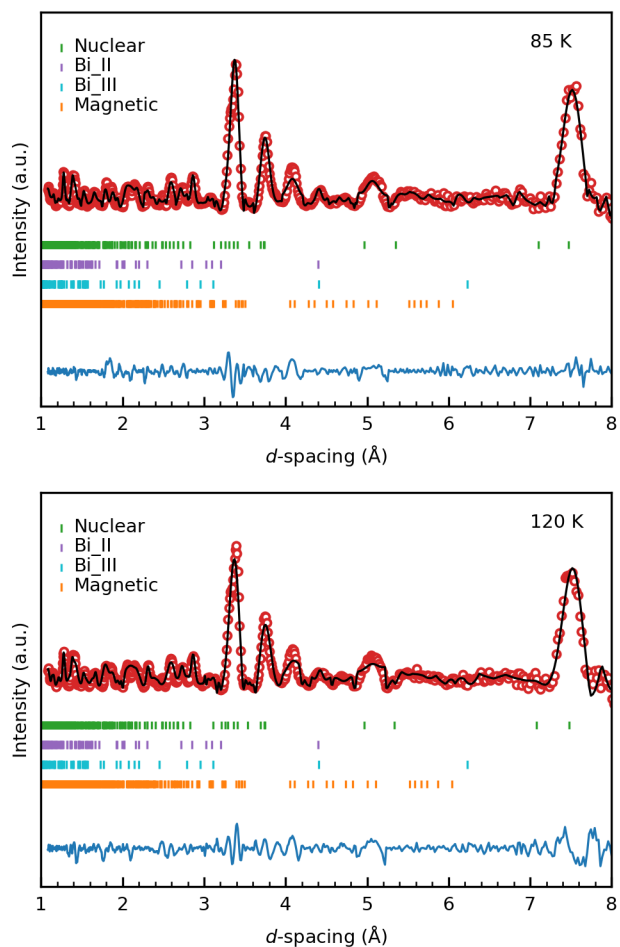 85 K
Nuclear
Bi_II
Bi_III
Magnetic
Intensity (a.u.)
1 2 3 4 5 6 7 8
d-spacing (Å)
120 K
Nuclear
Bi_II
Bi_III
Magnetic
Intensity (a.u.)
1 2 3 4 5 6 7 8
d-spacing (Å)